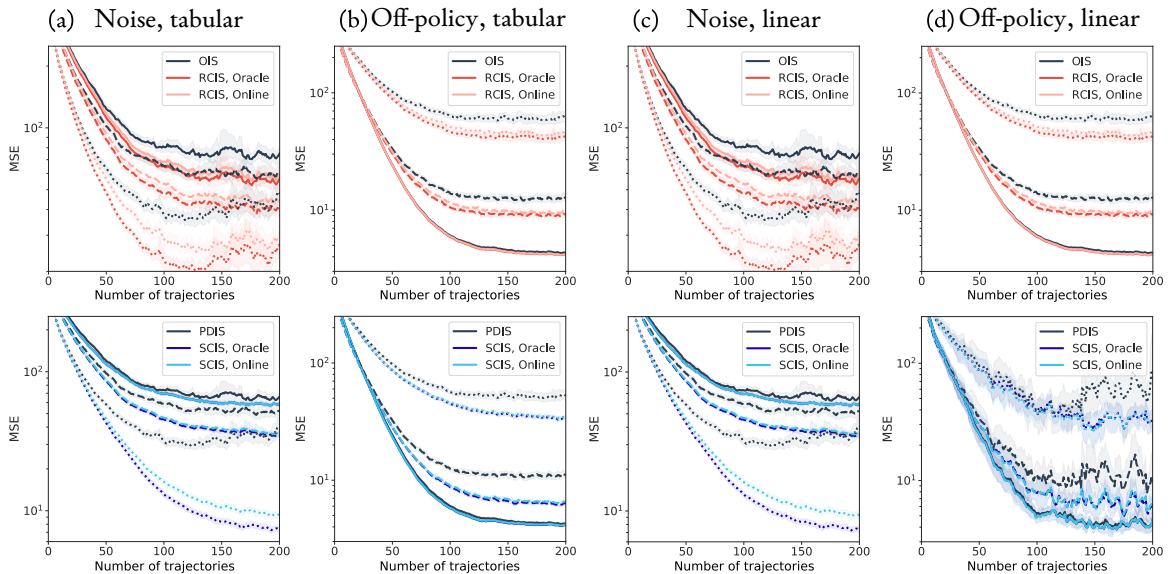 (a) Noise, tabular
(b) Off-policy, tabular
(c) Noise, linear
(d) Off-policy, linear
MSE
10²
OIS
RCIS, Oracle
RCIS, Online
0 50 100 150 200
Number of trajectories
MSE
10²
10¹
OIS
RCIS, Oracle
RCIS, Online
0 50 100 150 200
Number of trajectories
MSE
10²
OIS
RCIS, Oracle
RCIS, Online
0 50 100 150 200
Number of trajectories
MSE
10²
10¹
OIS
RCIS, Oracle
RCIS, Online
0 50 100 150 200
Number of trajectories
MSE
10²
10¹
PDIS
SCIS, Oracle
SCIS, Online
0 50 100 150 200
Number of trajectories
MSE
10²
10¹
PDIS
SCIS, Oracle
SCIS, Online
0 50 100 150 200
Number of trajectories
MSE
10²
10¹
PDIS
SCIS, Oracle
SCIS, Online
0 50 100 150 200
Number of trajectories
MSE
10²
10¹
PDIS
SCIS, Oracle
SCIS, Online
0 50 100 150 200
Number of trajectories